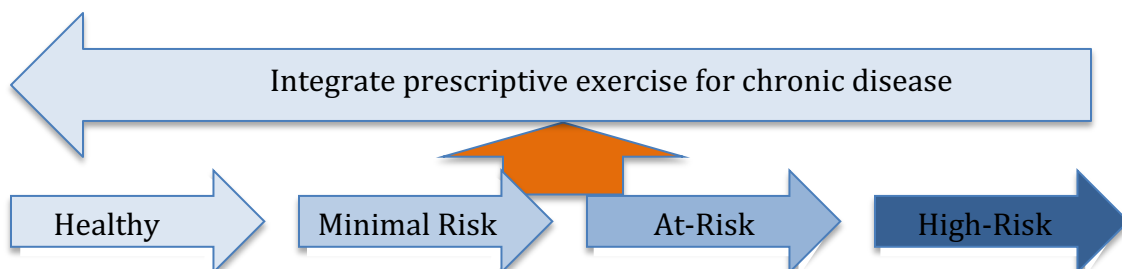 Integrate prescriptive exercise for chronic disease
Healthy
Minimal Risk
At-Risk
High-Risk